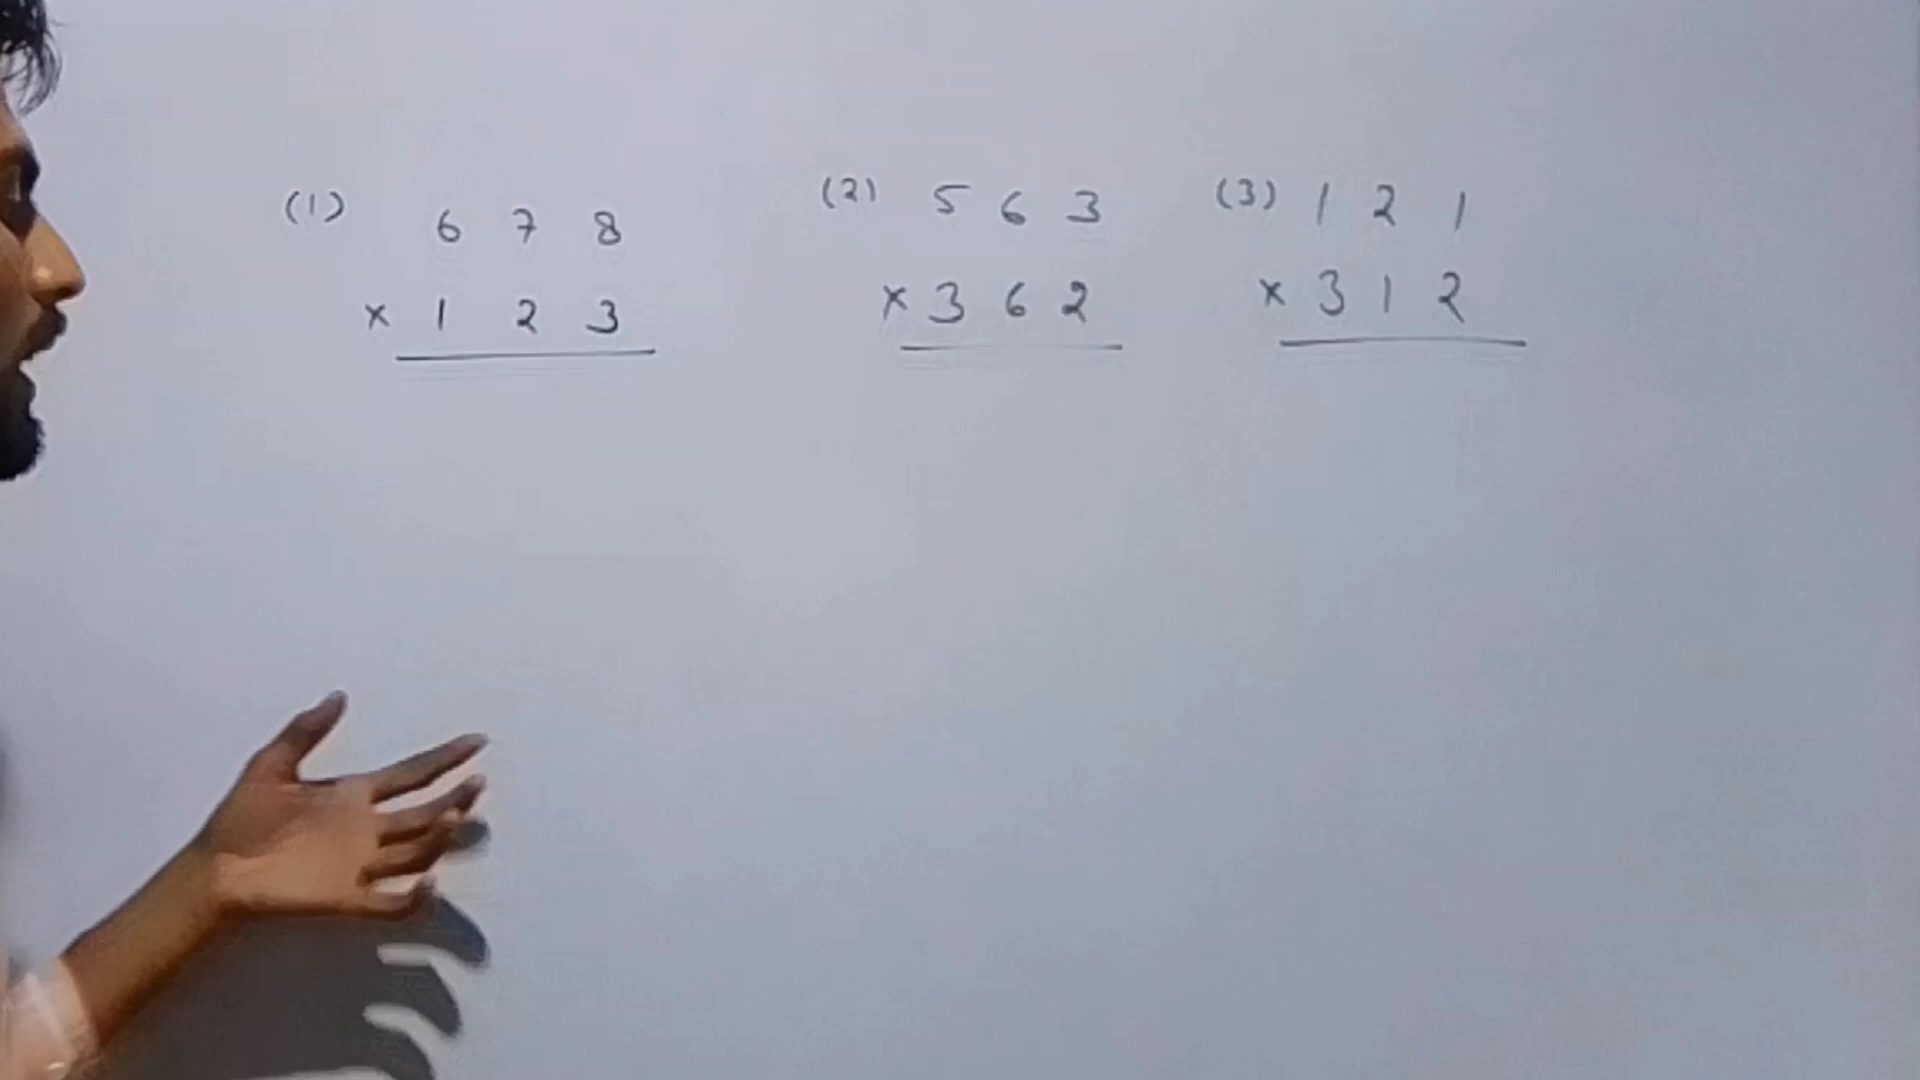 (1) 6 7 8
x 1 2 3
(2) 5 6 3
x 3 6 2
(3) 1 2 1
x 3 1 2